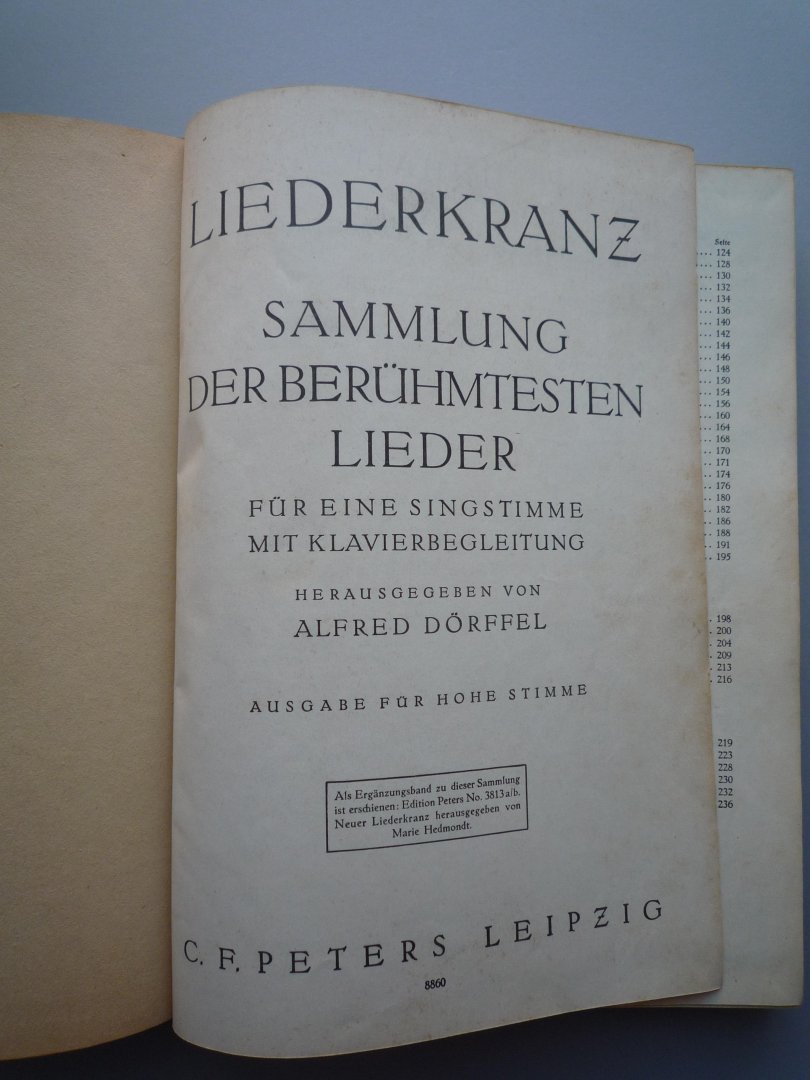 LIEDERKRANZ
SAMMLUNG
DER BERÜHMTESTEN
LIEDER
FÜR EINE SINGSTIMME
MIT KLAVIERBEGLEITUNG
HERAUSGEGEBEN VON
ALFRED DÖRFFEL
AUSGABE FÜR HOHE STIMME
Als Ergänzungsband zu dieser Sammlung
ist erschienen: Edition Peters No. 3813a/b.
Neuer Liederkranz herausgegeben von
Marie Hedmondt.
C. F. PETERS LEIPZIG
8860
Seite
.... 124
... 128
... 130
... 132
... 134
... 136
... 140
... 142
... 144
... 146
... 148
... 150
... 154
... 156
... 160
... 164
... 168
... 170
... 171
... 174
... 176
... 180
... 182
... 186
... 188
... 191
... 195
. 198
.. 200
.. 204
.. 209
.. 213
. 216
219
223
228
230
232
236